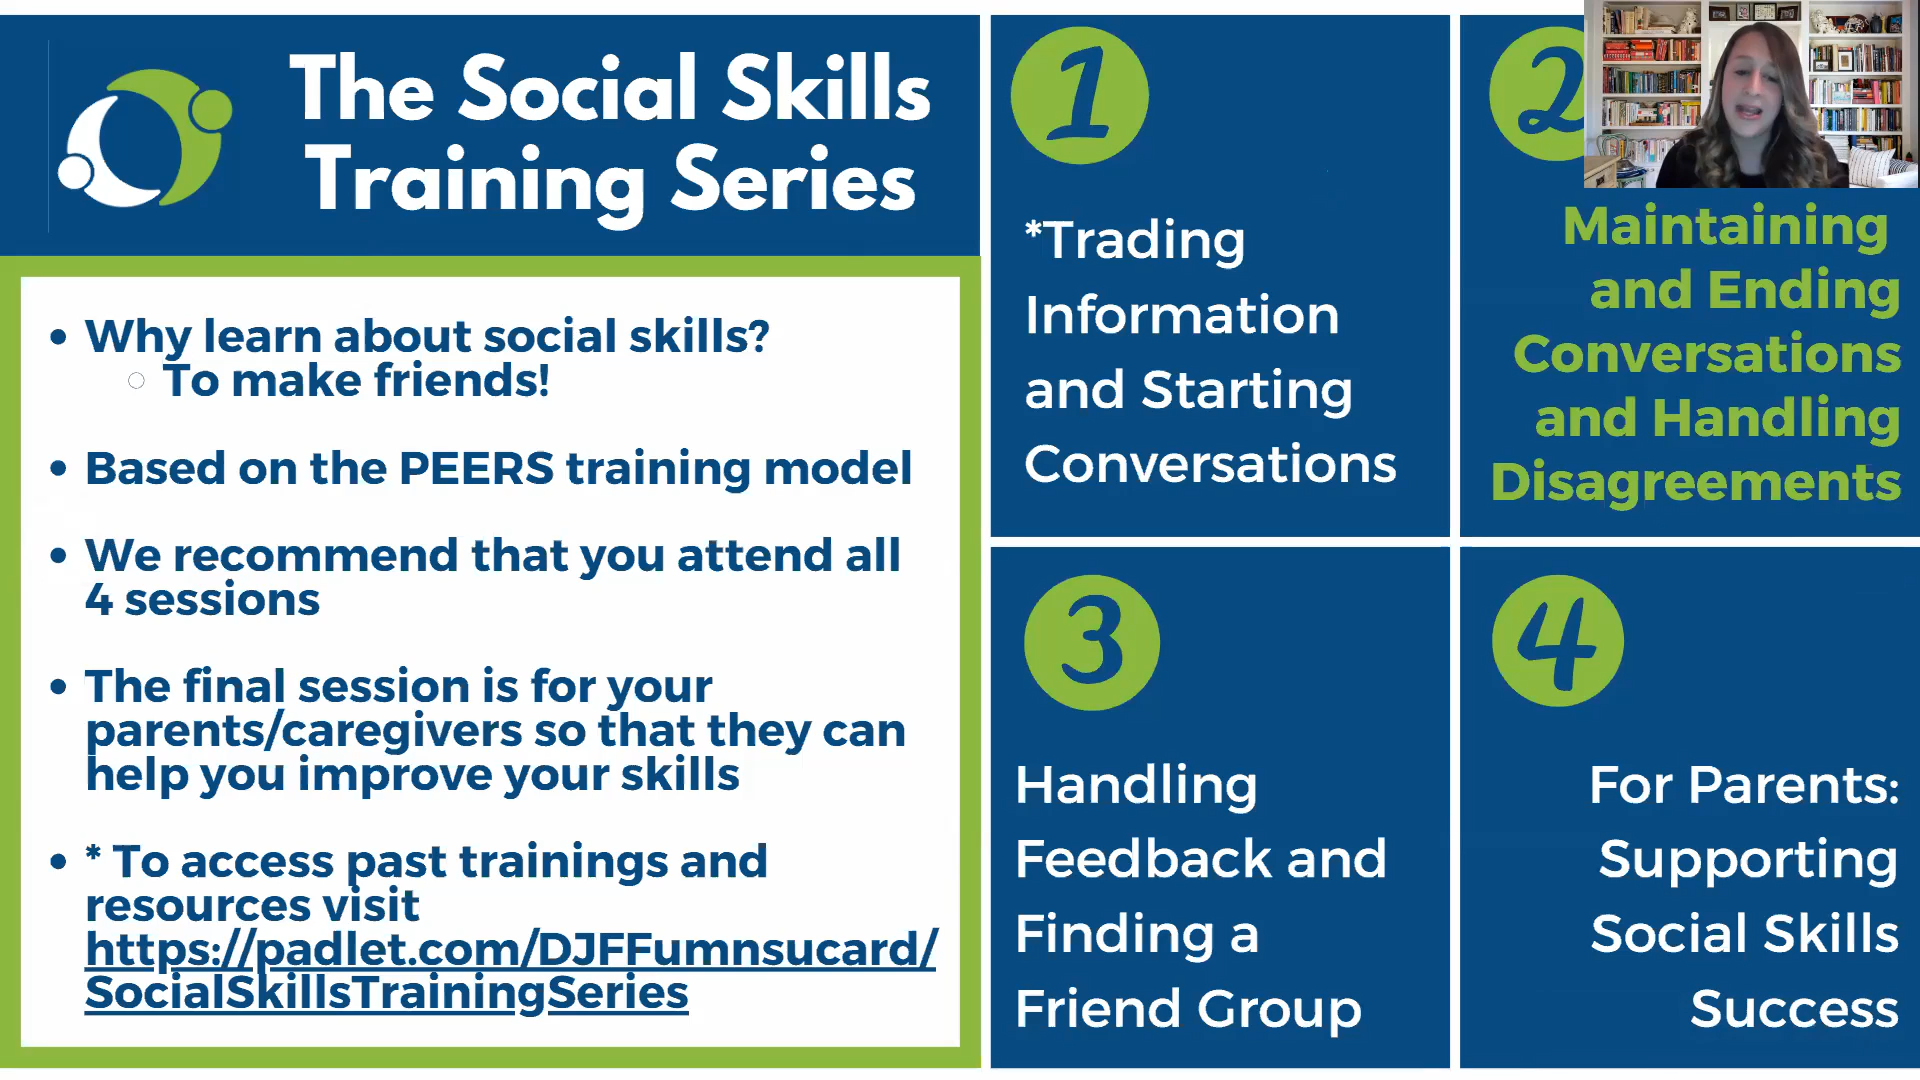 The Social Skills
Training Series
• Why learn about social skills?
○ To make friends!
• Based on the PEERS training model
• We recommend that you attend all
4 sessions
• The final session is for your
parents/caregivers so that they can
help you improve your skills
• * To access past trainings and
resources visit
https://padlet.com/DJFFumnsucard/
SocialSkillsTrainingSeries
1
*Trading
Information
and Starting
Conversations
2
Maintaining
and Ending
Conversations
and Handling
Disagreements
3
Handling
Feedback and
Finding a
Friend Group
4
For Parents:
Supporting
Social Skills
Success